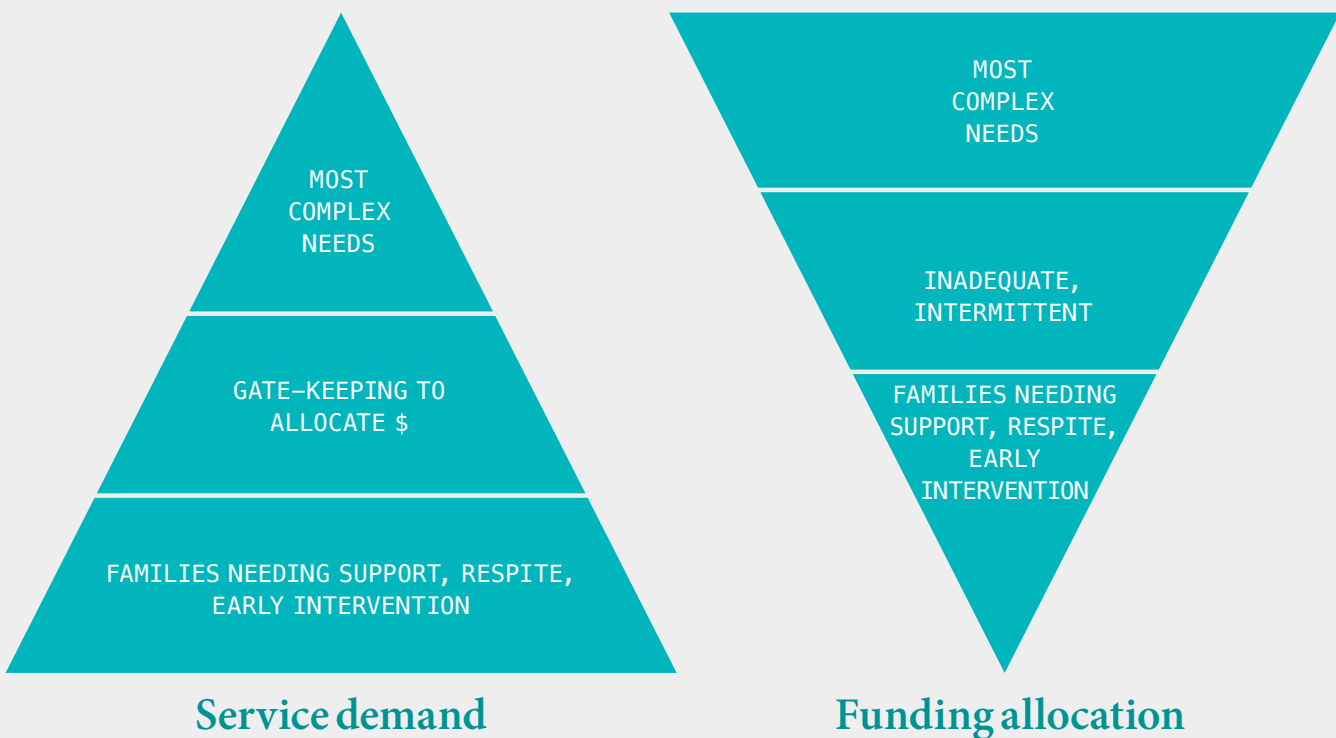 MOST
COMPLEX
NEEDS
GATE–KEEPING TO
ALLOCATE $
FAMILIES NEEDING SUPPORT, RESPITE,
EARLY INTERVENTION
Service demand
MOST
COMPLEX
NEEDS
INADEQUATE,
INTERMITTENT
FAMILIES NEEDING
SUPPORT, RESPITE,
EARLY
INTERVENTION
Funding allocation